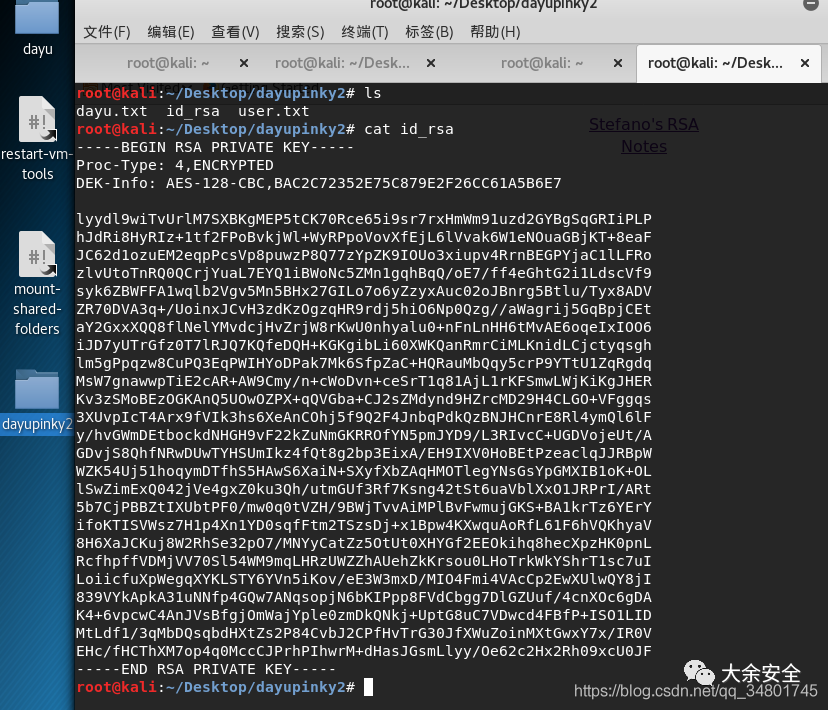 root@kali: ~/Desktop/dayupinky2
文件(F) 编辑(E) 查看(V) 搜索(S) 终端(T) 标签(B) 帮助(H)
root@kali: ~ × root@kali: ~/Desk... × root@kali: ~ × root@kali: ~/Desk... ×
dayu
restart-vm-
tools
mount-
shared-
folders
dayupinky2
Stefano's RSA
Notes
root@kali:~/Desktop/dayupinky2# ls
dayu.txt id_rsa user.txt
root@kali:~/Desktop/dayupinky2# cat id_rsa
-----BEGIN RSA PRIVATE KEY-----
Proc-Type: 4,ENCRYPTED
DEK-Info: AES-128-CBC,BAC2C72352E75C879E2F26CC61A5B6E7

lyydl9wiTvUrlM7SXBKgMEP5tCK70Rce65i9sr7rxHmWm91uzd2GYBgSqGRIiPLP
hJdRi8HyRIz+1tf2FPoBvkjWl+WyRPpoVovXfEjL6lVvak6W1eNOuaGBjKT+8eaF
JC62d1ozuEM2eqpPcsVp8puwzP8Q77zYpZK9IOUo3xiupv4RrnBEGPYjaC1lLFRo
zlvUtoTnRQ0QCrjYuaL7EYQ1iBWoNc5ZMn1gqhBqQ/oE7/ff4eGhtG2i1LdscVf9
syk6ZBWFFA1wqlb2Vgv5Mn5BHx27GILo7o6yZzyxAuc02oJBnrg5Btlu/Tyx8ADV
ZR70DVA3q+/UoinxJCvH3zdKzOgzqHR9rdj5hiO6Np0Qzg//aWagrij5GqBpjCEt
aY2GxxXQQ8flNelYMvdcjHvZrjW8rKwU0nhyalu0+nFnLnHH6tMvAE6oqeIxIOO6
iJD7yUTrGfz0T7lRJQ7KQfeDQH+KGKgibLi60XWKQanRmrCiMLKnidLCjctyqsgh
lm5gPpqzw8CuPQ3EqPWIHYoDPak7Mk6SfpZaC+HQRauMbQqy5crP9YTtU1ZqRgdq
MsW7gnawwpTiE2cAR+AW9Cmy/n+cWoDvn+ceSrT1q81AjL1rKFSmwLWjKiKgJHER
Kv3zSMoBEzOGKAnQ5UOwOZPX+qQVGba+CJ2sZMdynd9HZrcMD29H4CLGO+VFggqs
3XUvpIcT4Arx9fVIk3hs6XeAnCOhj5f9Q2F4JnbqPdkQzBNJHCnrE8Rl4ymQl6lF
y/hvGWmDEtbockdNHGH9vF22kZuNmGKRROfYN5pmJYD9/L3RIvcC+UGDVojeUt/A
GDvjS8QhfNRwDUwTYHSUmIkz4fQt8g2bp3EixA/EH9IXV0HoBEtPzeaclqJJRBpW
WZK54Uj51hoqymDTfhS5HAwS6XaiN+SXyfXbZAqHMOTlegYNsGsYpGMXIB1oK+OL
lSwZimExQ042jVe4gxZ0ku3Qh/utmGUf3Rf7Ksng42tSt6uaVblXxO1JRPrI/ARt
5b7CjPBBZtIXUbtPF0/mw0q0tVZH/9BWjTvvAiMPlBvFwmujGKS+BA1krTz6YErY
ifoKTISVWsz7H1p4Xn1YD0sqfFtm2TSzsDj+x1Bpw4KXwquAoRfL61F6hVQKhyaV
8H6XaJCKuj8W2RhSe32pO7/MNYyCatZz5OtUt0XHYGf2EEOkihq8hecXpzHK0pnL
RcfhpffVDMjVV70Sl54WM9mqLHRzUWZZhAUehZkKrsou0LHoTrkWkYShrT1sc7uI
LoiicfuXpWegqXYKLSTY6YVn5iKov/eE3W3mxD/MIO4Fmi4VAcCp2EwXUlwQY8jI
839VYkApkA31uNNfp4GQw7ANqsopjN6bKIPpp8FVdCbgg7DlGZUuf/4cnXOc6gDA
K4+6vpcwC4AnJVsBfgjOmWajYple0zmDkQNkj+UptG8uC7VDwcd4FBfP+ISO1LID
MtLdf1/3qMbDQsqbdHXtZs2P84CvbJ2CPfHvTrG30JfXWuZoinMXtGwxY7x/IR0V
EHc/fHCThXM7op4q0MccCJPrhPIhwrM+dHasJGsmLlyy/Oe62c2Hx2Rh09xcU0JF
-----END RSA PRIVATE KEY-----
root@kali:~/Desktop/dayupinky2#
大余安全
https://blog.csdn.net/qq_34801745